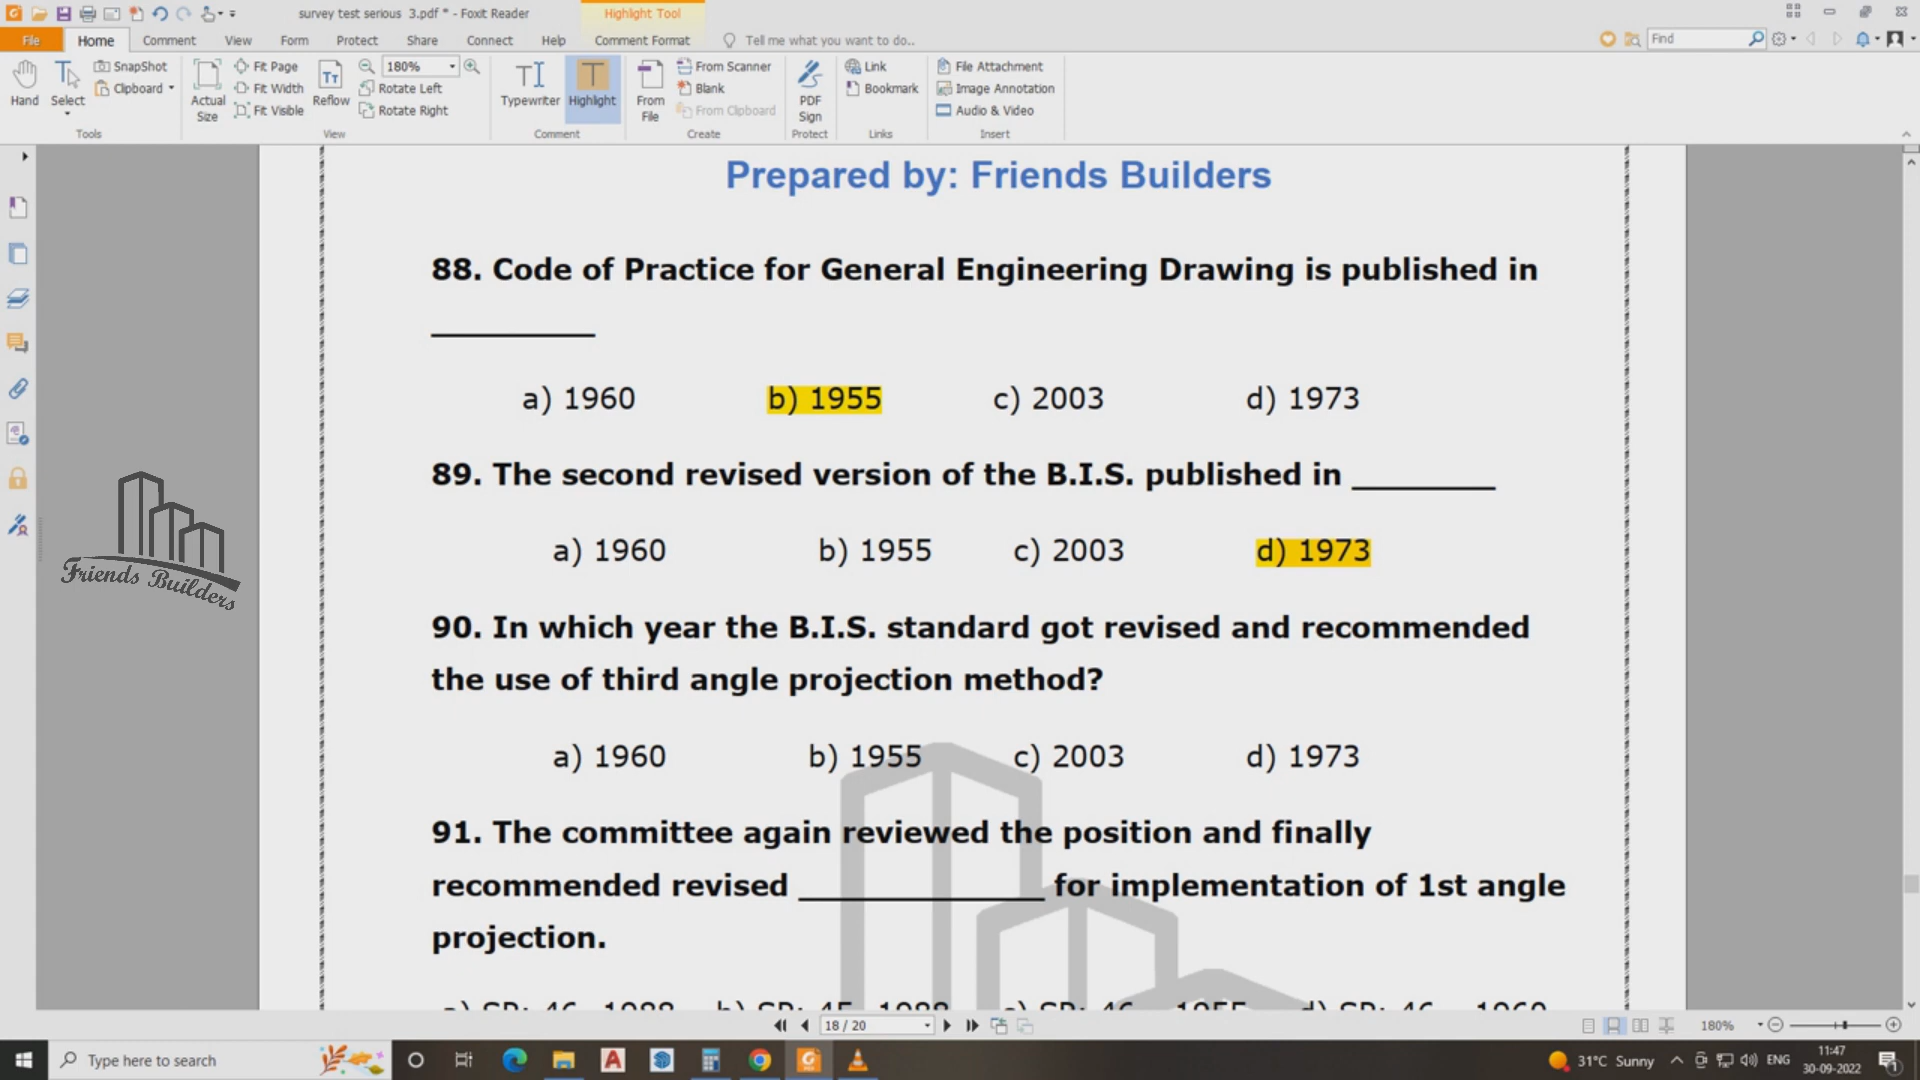 survey test serious 3.pdf * - Foxit Reader
Highlight Tool
File Home Comment View Form Protect Share Connect Help Comment Format Tell me what you want to do.. Find
Hand
Select
SnapShot
Clipboard
Tools
Actual Size
Fit Page
Fit Width
Fit Visible
Reflow
180%
Rotate Left
Rotate Right
View
Typewriter
Highlight
Comment
From File
From Scanner
Blank
From Clipboard
Create
PDF Sign
Protect
Link
Bookmark
Links
File Attachment
Image Annotation
Audio & Video
Insert
Prepared by: Friends Builders
88. Code of Practice for General Engineering Drawing is published in
__________
a) 1960 b) 1955 c) 2003 d) 1973
89. The second revised version of the B.I.S. published in _________
a) 1960 b) 1955 c) 2003 d) 1973
Friends Builders
90. In which year the B.I.S. standard got revised and recommended
the use of third angle projection method?
a) 1960 b) 1955 c) 2003 d) 1973
91. The committee again reviewed the position and finally
recommended revised _______________ for implementation of 1st angle
projection.
18 / 20
180%
Type here to search
31°C Sunny
ENG
11:47
30-09-2022